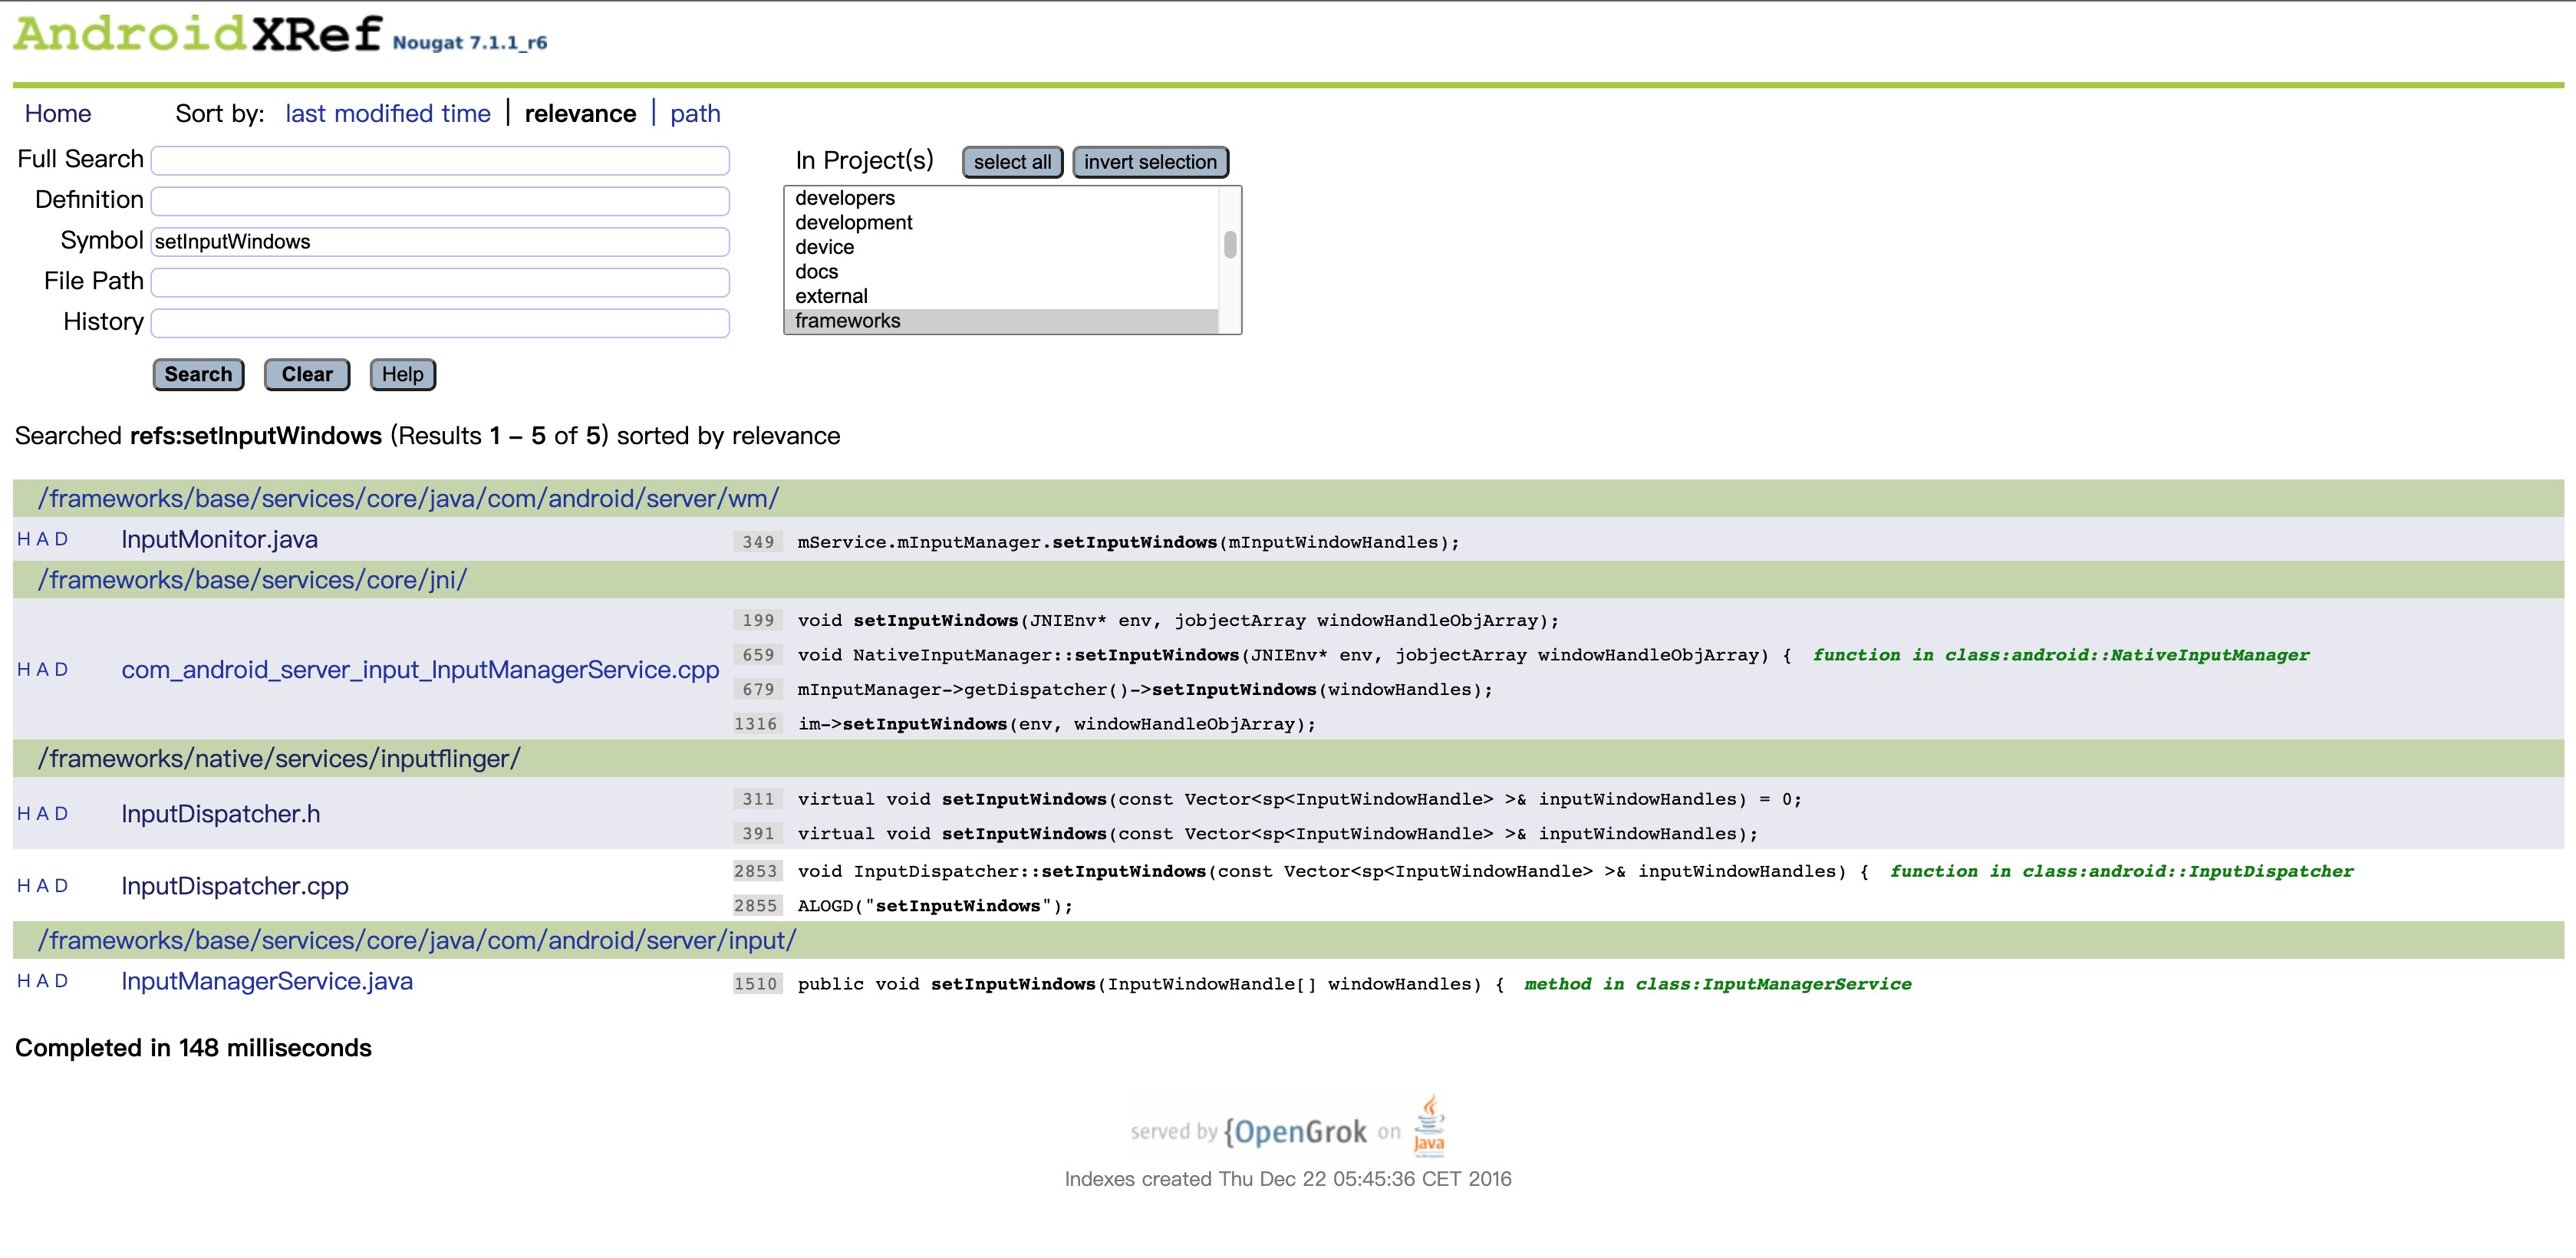 AndroidXRef Nougat 7.1.1_r6
Home Sort by: last modified time | relevance | path
Full Search
Definition
Symbol setInputWindows
File Path
History
In Project(s) select all invert selection
developers
development
device
docs
external
frameworks
Search Clear Help
Searched refs:setInputWindows (Results 1 – 5 of 5) sorted by relevance
/frameworks/base/services/core/java/com/android/server/wm/
H A D InputMonitor.java 349 mService.mInputManager.setInputWindows(mInputWindowHandles);
/frameworks/base/services/core/jni/
H A D com_android_server_input_InputManagerService.cpp
199 void setInputWindows(JNIEnv* env, jobjectArray windowHandleObjArray);
659 void NativeInputManager::setInputWindows(JNIEnv* env, jobjectArray windowHandleObjArray) { function in class:android::NativeInputManager
679 mInputManager->getDispatcher()->setInputWindows(windowHandles);
1316 im->setInputWindows(env, windowHandleObjArray);
/frameworks/native/services/inputflinger/
H A D InputDispatcher.h
311 virtual void setInputWindows(const Vector<sp<InputWindowHandle> >& inputWindowHandles) = 0;
391 virtual void setInputWindows(const Vector<sp<InputWindowHandle> >& inputWindowHandles);
H A D InputDispatcher.cpp
2853 void InputDispatcher::setInputWindows(const Vector<sp<InputWindowHandle> >& inputWindowHandles) { function in class:android::InputDispatcher
2855 ALOGD("setInputWindows");
/frameworks/base/services/core/java/com/android/server/input/
H A D InputManagerService.java 1510 public void setInputWindows(InputWindowHandle[] windowHandles) { method in class:InputManagerService
Completed in 148 milliseconds
served by {OpenGrok on Java
Indexes created Thu Dec 22 05:45:36 CET 2016